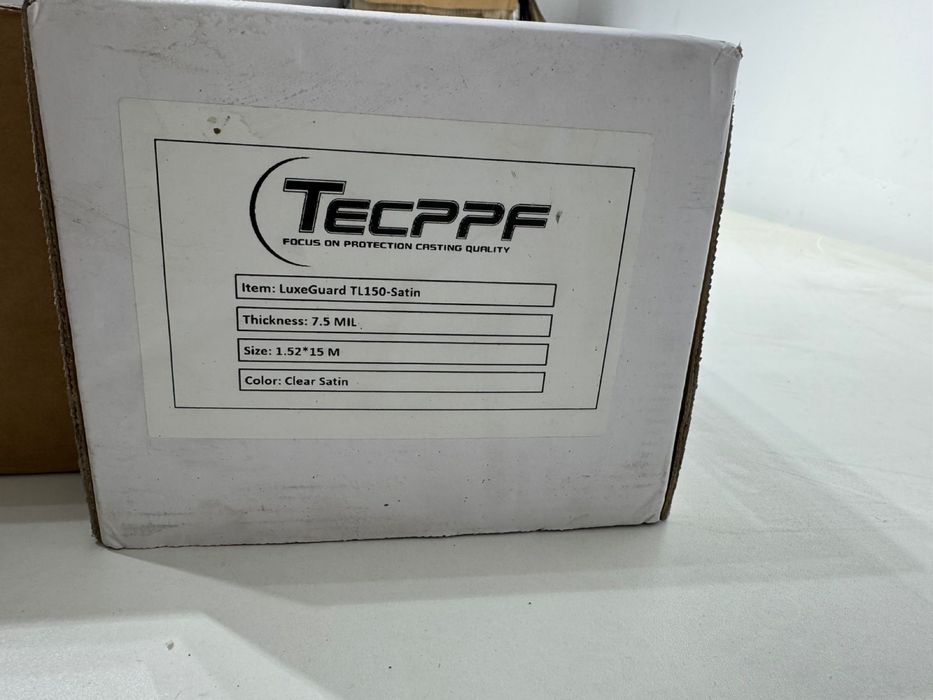 TECPPF
FOCUS ON PROTECTION CASTING QUALITY
Item: LuxeGuard TL150-Satin
Thickness: 7.5 MIL
Size: 1.52*15 M
Color: Clear Satin